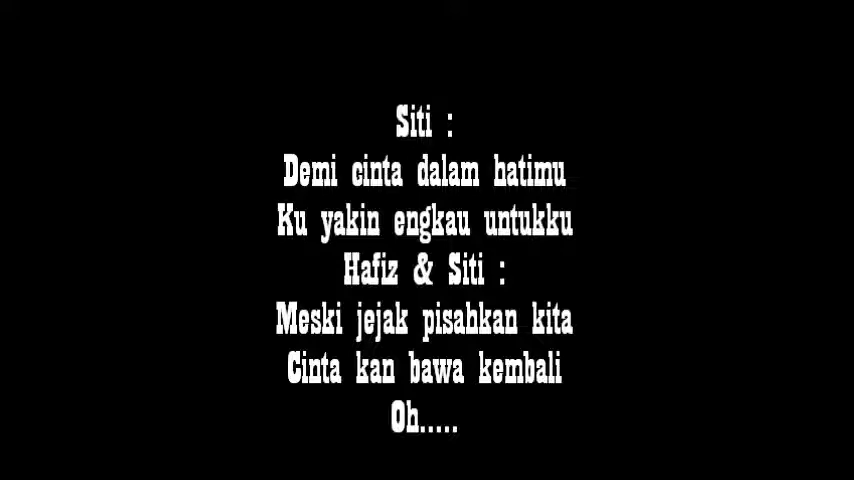 Siti :
Demi cinta dalam hatimu
Ku yakin engkau untukku
Hafiz & Siti :
Meski jejak pisahkan kita
Cinta kan bawa kembali
Oh.....